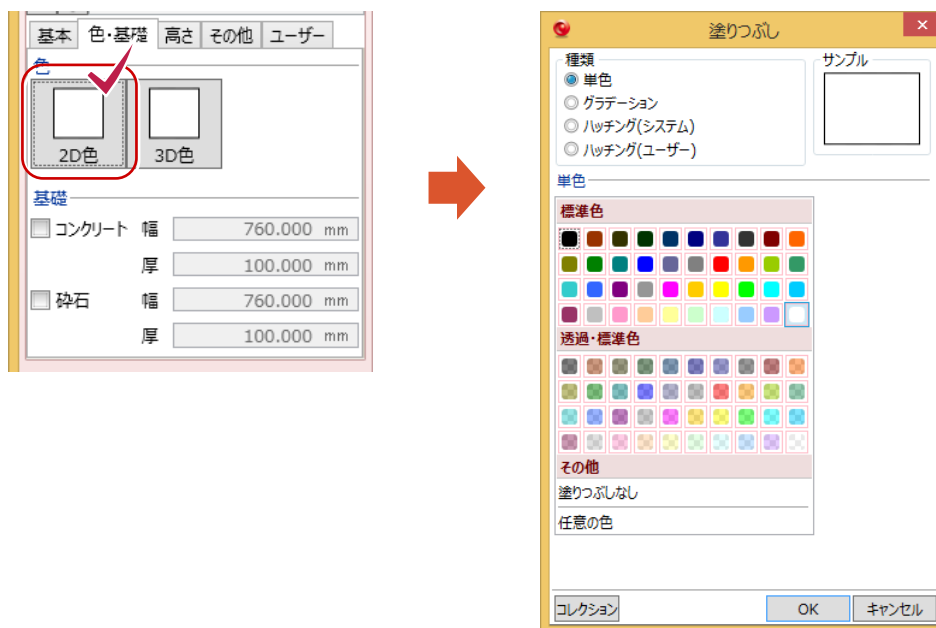 基本 色・基礎 高さ その他 ユーザー
色
2D色 3D色
基礎
コンクリート 幅 760.000 mm
厚 100.000 mm
砕石 幅 760.000 mm
厚 100.000 mm
塗りつぶし
種類
単色
グラデーション
ハッチング(システム)
ハッチング(ユーザー)
サンプル
単色
標準色
透過・標準色
その他
塗りつぶしなし
任意の色
コレクション OK キャンセル